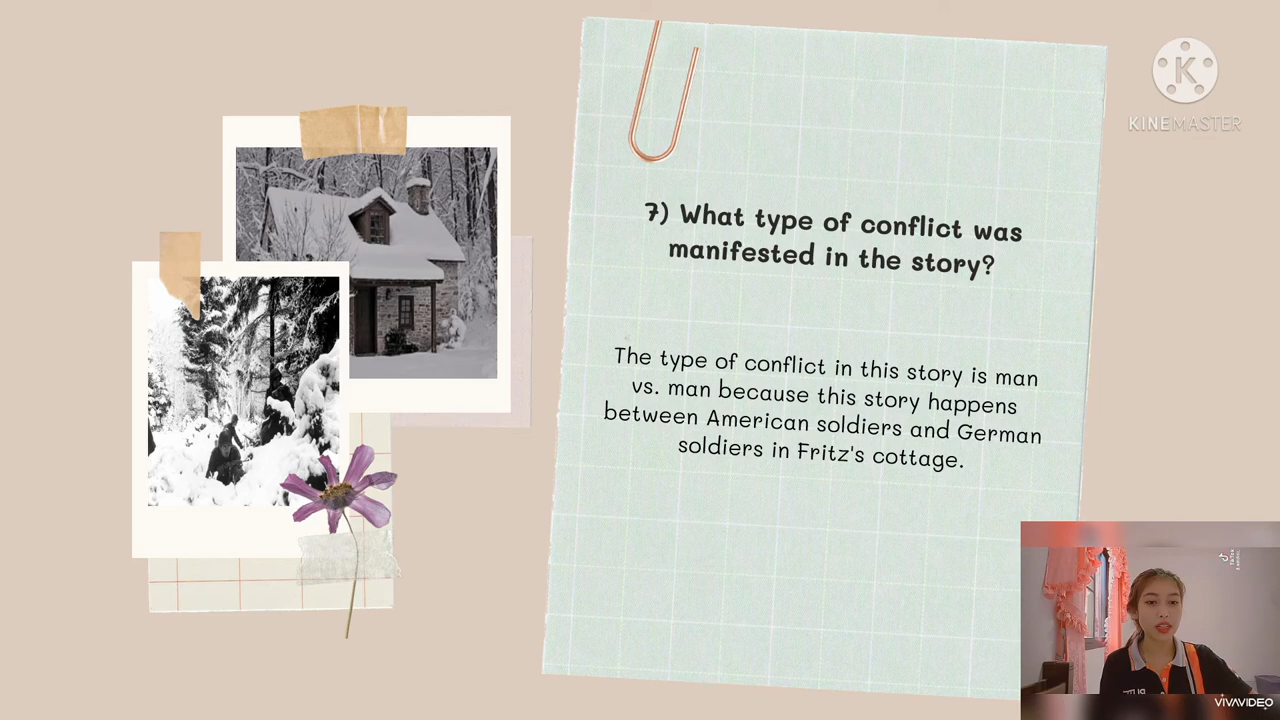 KINEMASTER
7) What type of conflict was
manifested in the story?
The type of conflict in this story is man
vs. man because this story happens
between American soldiers and German
soldiers in Fritz's cottage.
VIVAVIDEO